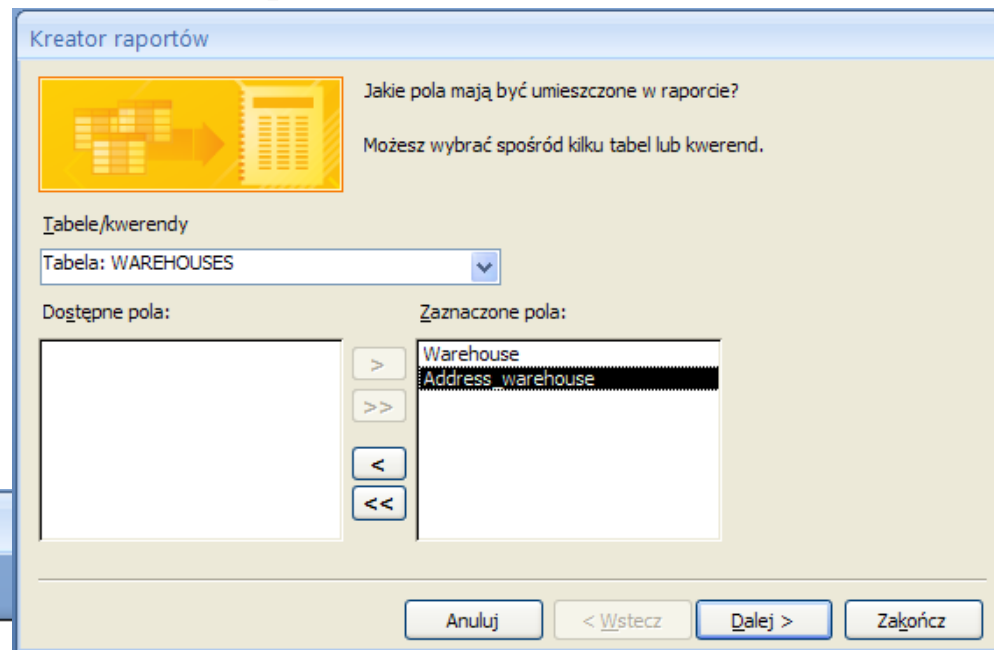 Kreator raportów
Jakie pola mają być umieszczone w raporcie?
Możesz wybrać spośród kilku tabel lub kwerend.
Tabele/kwerendy
Tabela: WAREHOUSES
Dostępne pola:
Zaznaczone pola:
Warehouse
Address_warehouse
>
>>
<
<<
Anuluj
< Wstecz
Dalej >
Zakończ